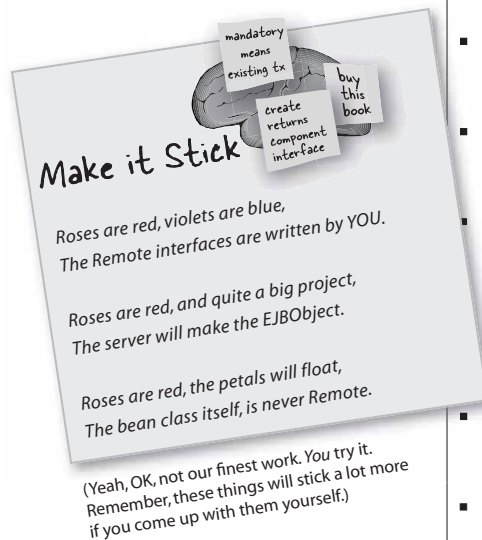 mandatory
means
existing tx
buy
this
book
create
returns
component
interface
Make it Stick
Roses are red, violets are blue,
The Remote interfaces are written by YOU.
Roses are red, and quite a big project,
The server will make the EJBObject.
Roses are red, the petals will float,
The bean class itself, is never Remote.
(Yeah, OK, not our finest work. You try it.
Remember, these things will stick a lot more
if you come up with them yourself.)